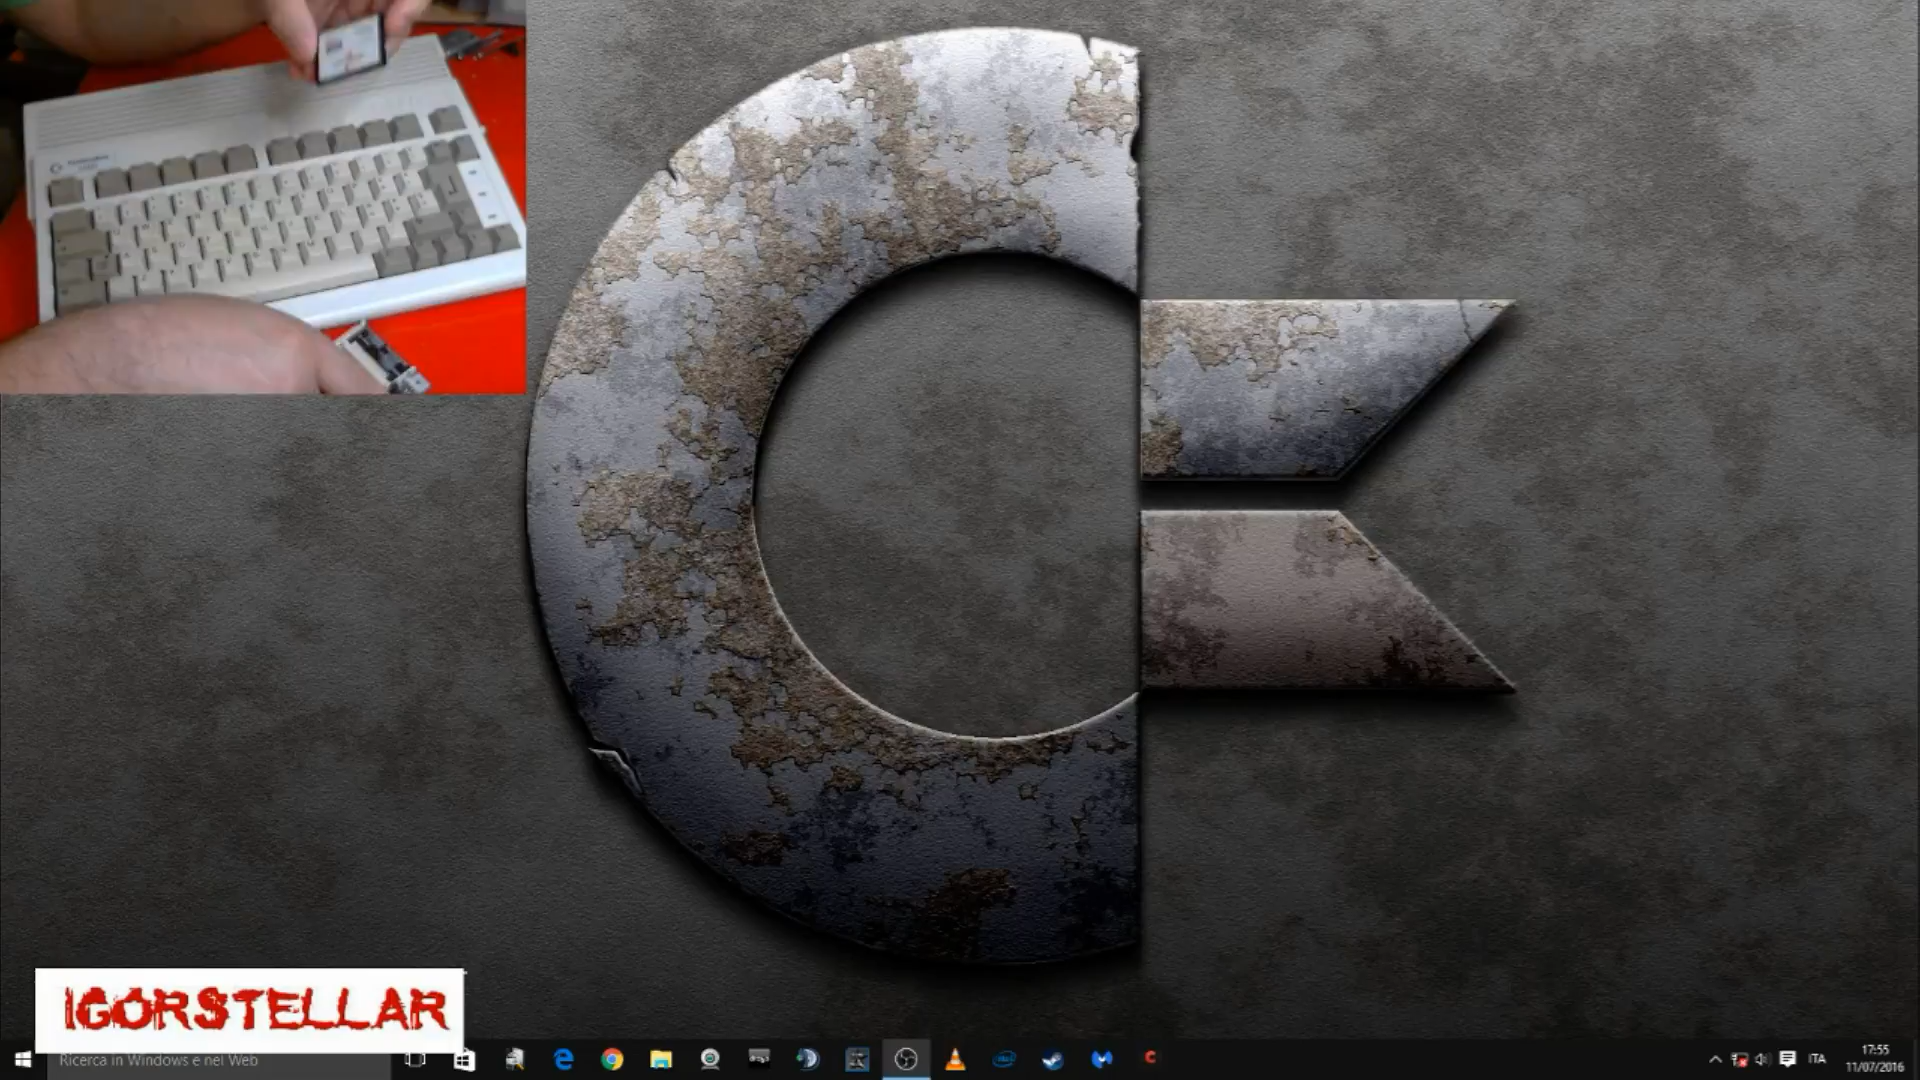 IGORSTELLAR
Ricerca in Windows e nel Web
ITA
17:55
11/07/2016